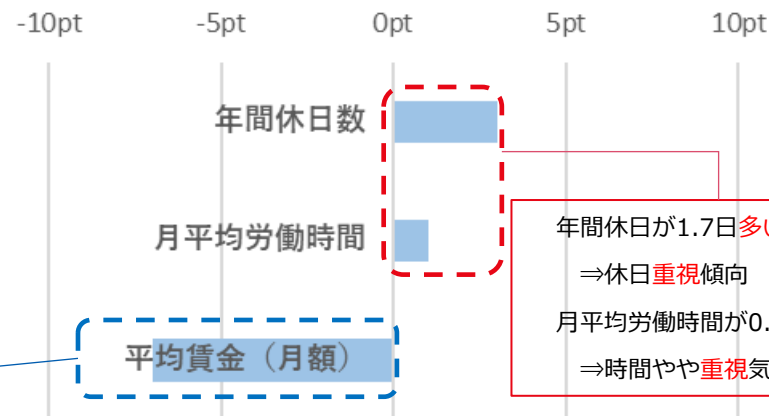 -10pt -5pt 0pt 5pt 10pt
年間休日数
月平均労働時間
平均賃金（月額）
年間休日が1.7日多い
⇒休日重視傾向
月平均労働時間が0.
⇒時間やや重視気